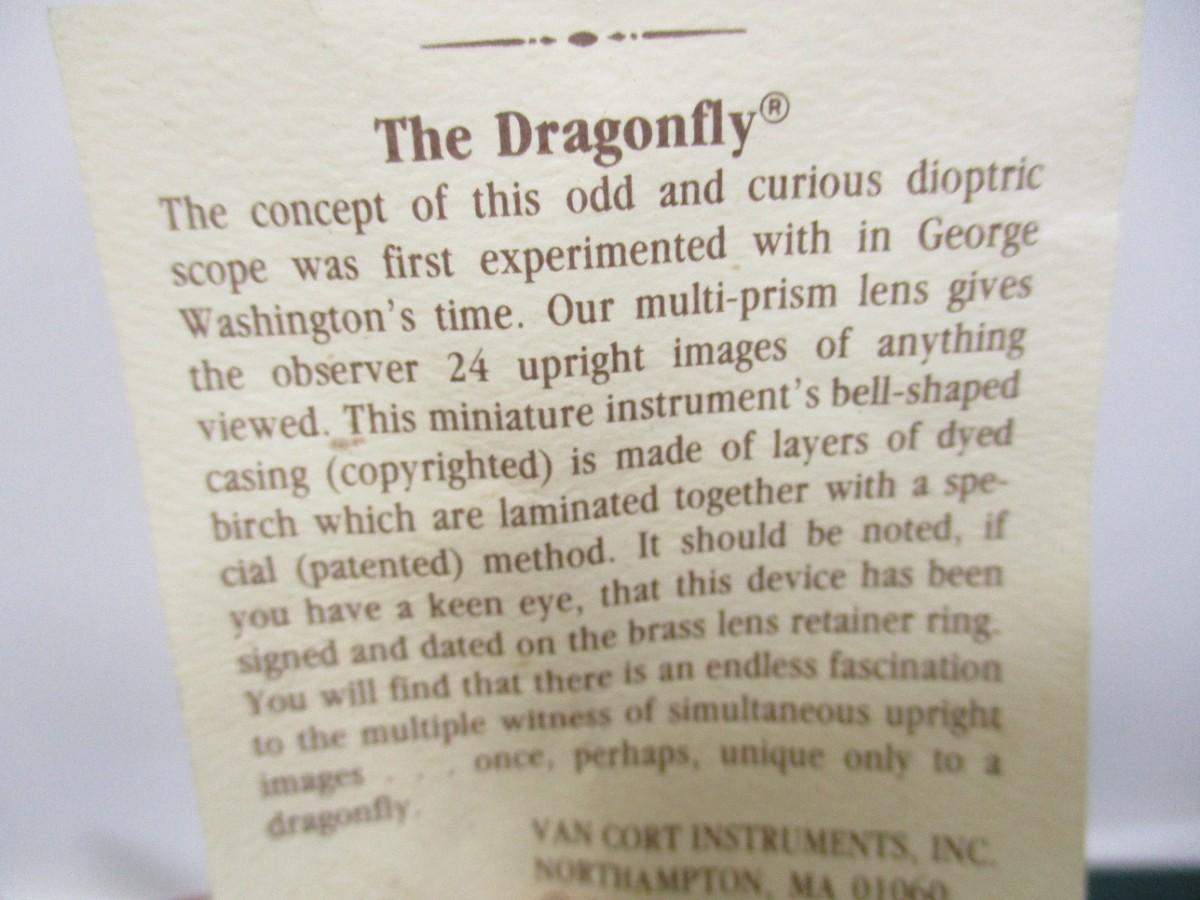 The Dragonfly®
The concept of this odd and curious dioptric
scope was first experimented with in George
Washington's time. Our multi-prism lens gives
the observer 24 upright images of anything
viewed. This miniature instrument's bell-shaped
casing (copyrighted) is made of layers of dyed
birch which are laminated together with a spe-
cial (patented) method. It should be noted, if
you have a keen eye, that this device has been
signed and dated on the brass lens retainer ring.
You will find that there is an endless fascination
to the multiple witness of simultaneous upright
images . . . once, perhaps, unique only to a
dragonfly.
VAN CORT INSTRUMENTS, INC.
NORTHAMPTON, MA 01060